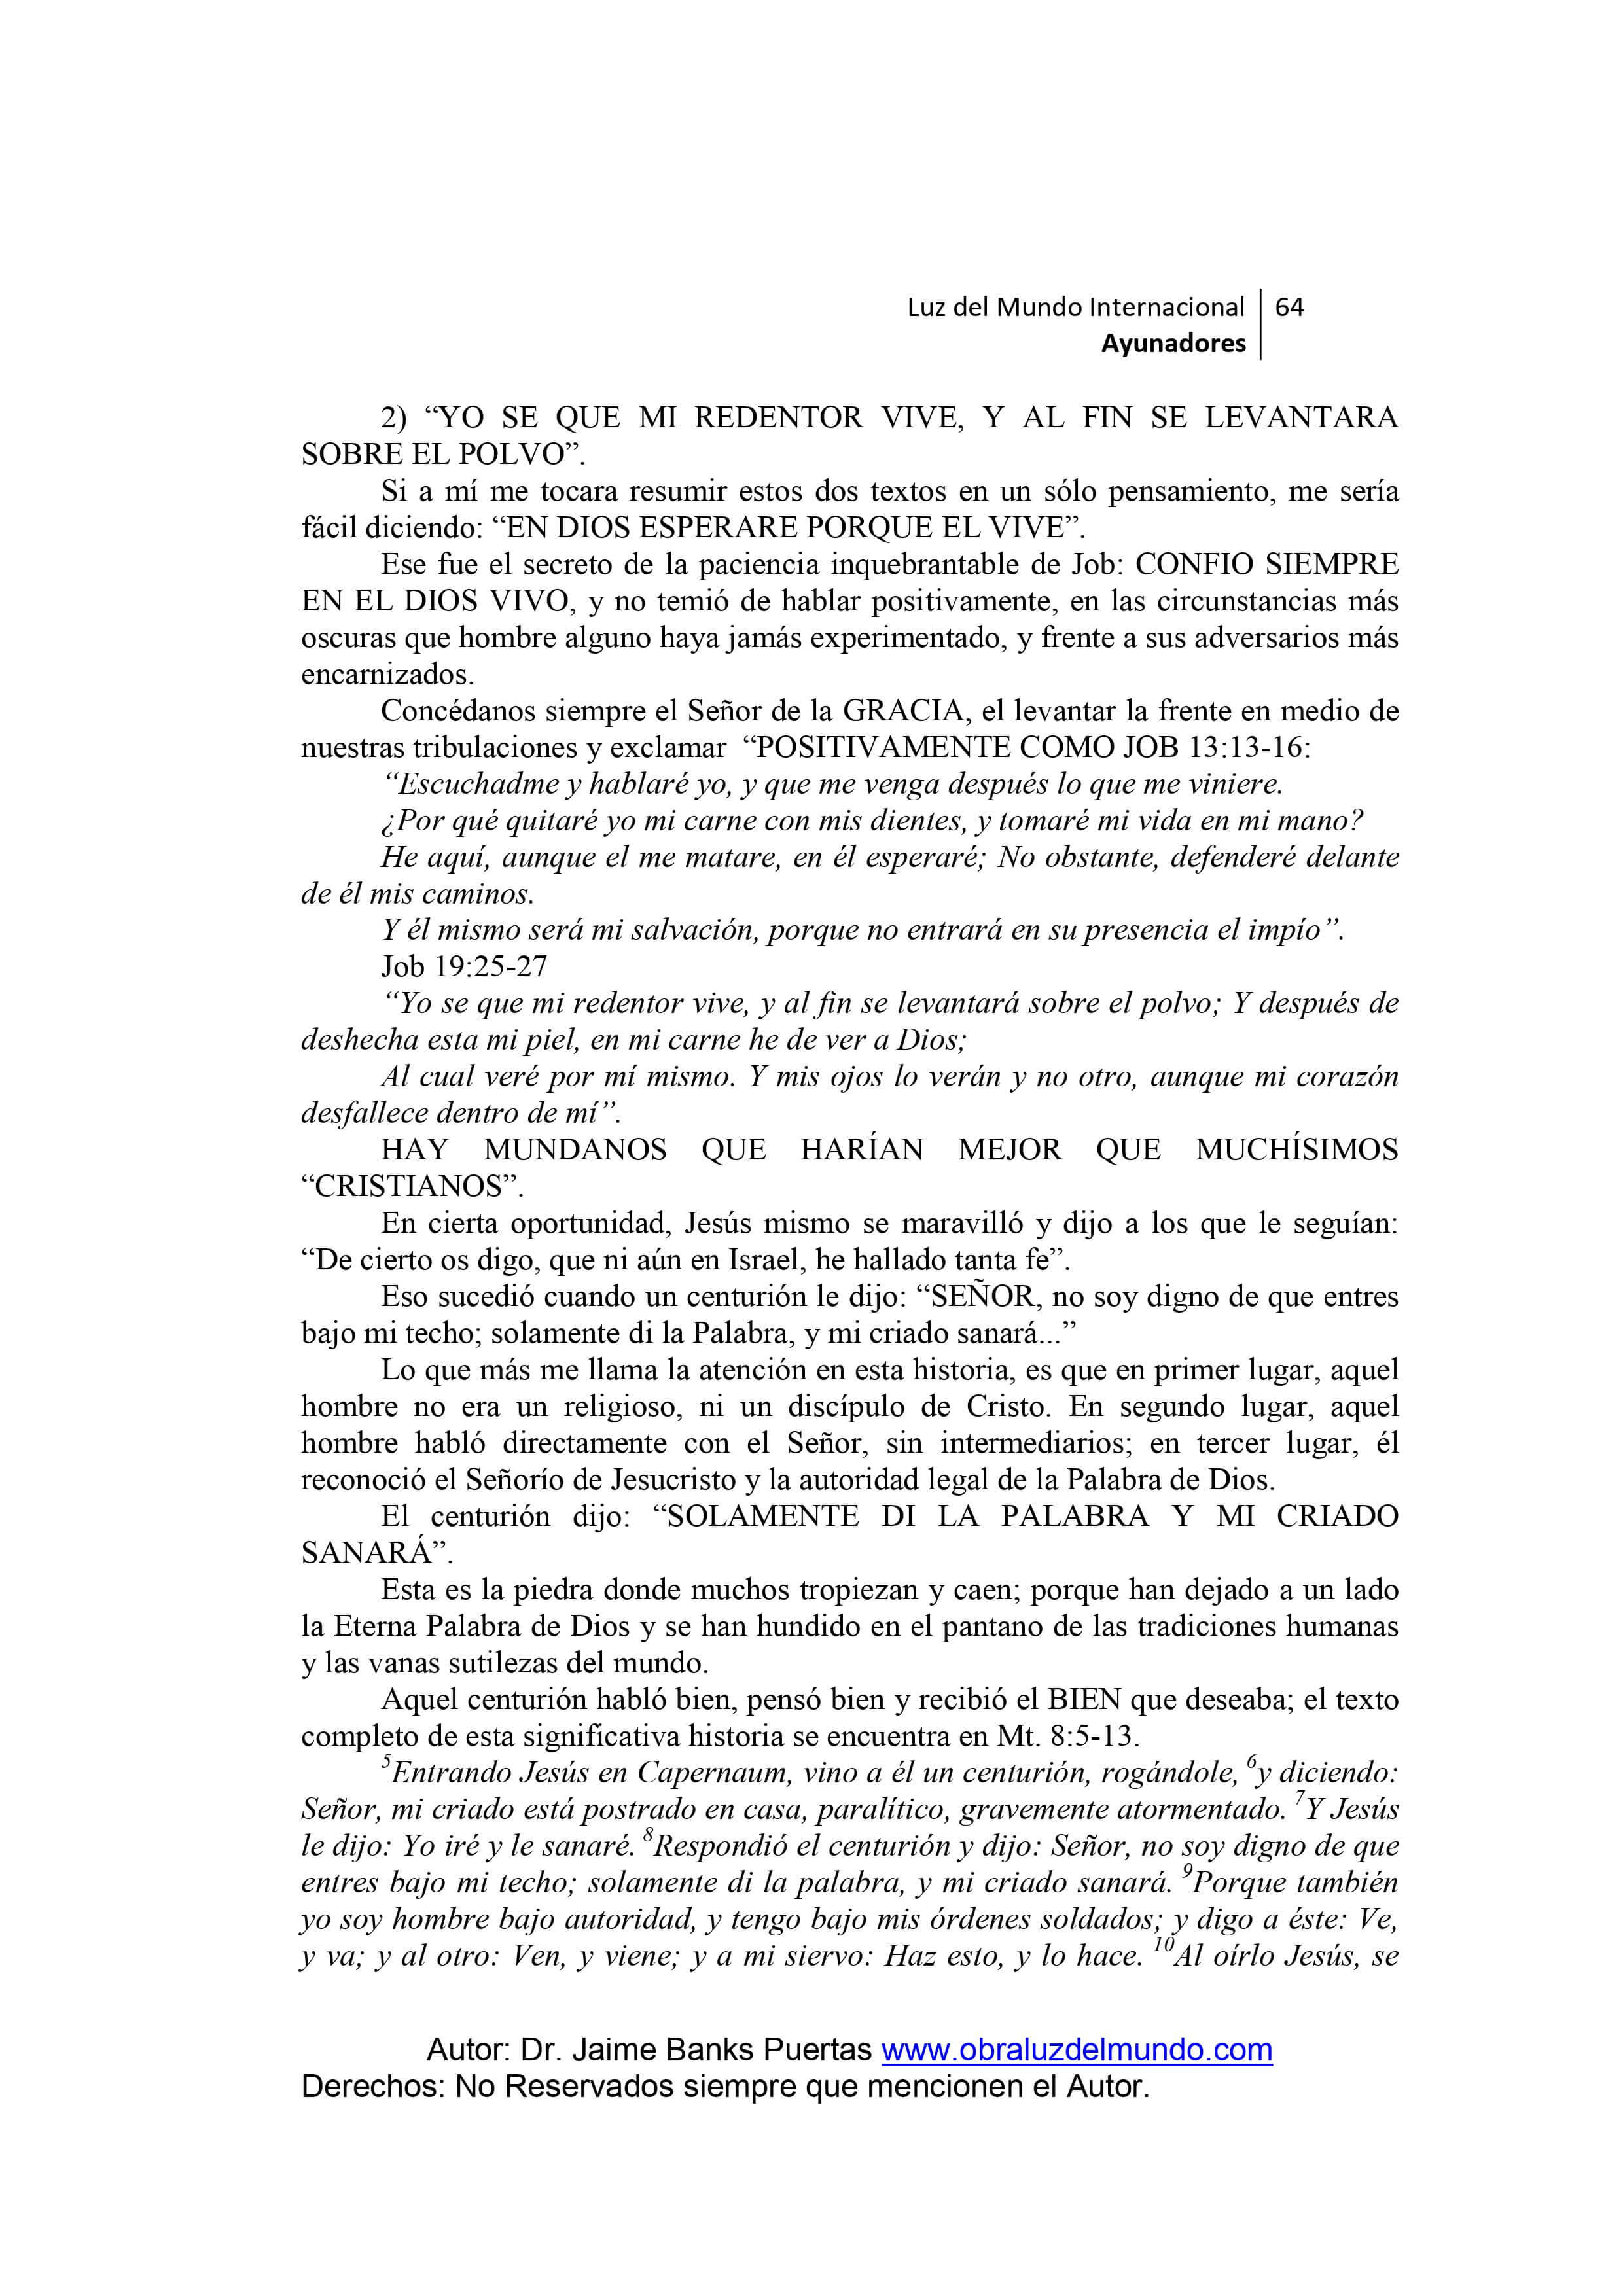 Luz del Mundo Internacional 64
Ayunadores
2) “YO SE QUE MI REDENTOR VIVE, Y AL FIN SE LEVANTARA
SOBRE EL POLVO”.
Si a mí me tocara resumir estos dos textos en un sólo pensamiento, me sería
fácil diciendo: “EN DIOS ESPERARE PORQUE EL VIVE”.
Ese fue el secreto de la paciencia inquebrantable de Job: CONFIO SIEMPRE
EN EL DIOS VIVO, y no temió de hablar positivamente, en las circunstancias más
oscuras que hombre alguno haya jamás experimentado, y frente a sus adversarios más
encarnizados.
Concédanos siempre el Señor de la GRACIA, el levantar la frente en medio de
nuestras tribulaciones y exclamar “POSITIVAMENTE COMO JOB 13:13-16:
“Escuchadme y hablaré yo, y que me venga después lo que me viniere.
¿Por qué quitaré yo mi carne con mis dientes, y tomaré mi vida en mi mano?
He aquí, aunque el me matare, en él esperaré; No obstante, defenderé delante
de él mis caminos.
Y él mismo será mi salvación, porque no entrará en su presencia el impío”.
Job 19:25-27
“Yo se que mi redentor vive, y al fin se levantará sobre el polvo; Y después de
deshecha esta mi piel, en mi carne he de ver a Dios;
Al cual veré por mí mismo. Y mis ojos lo verán y no otro, aunque mi corazón
desfallece dentro de mí”.
HAY MUNDANOS QUE HARÍAN MEJOR QUE MUCHÍSIMOS
“CRISTIANOS”.
En cierta oportunidad, Jesús mismo se maravilló y dijo a los que le seguían:
“De cierto os digo, que ni aún en Israel, he hallado tanta fe”.
Eso sucedió cuando un centurión le dijo: “SEÑOR, no soy digno de que entres
bajo mi techo; solamente di la Palabra, y mi criado sanará...”
Lo que más me llama la atención en esta historia, es que en primer lugar, aquel
hombre no era un religioso, ni un discípulo de Cristo. En segundo lugar, aquel
hombre habló directamente con el Señor, sin intermediarios; en tercer lugar, él
reconoció el Señorío de Jesucristo y la autoridad legal de la Palabra de Dios.
El centurión dijo: “SOLAMENTE DI LA PALABRA Y MI CRIADO
SANARÁ”.
Esta es la piedra donde muchos tropiezan y caen; porque han dejado a un lado
la Eterna Palabra de Dios y se han hundido en el pantano de las tradiciones humanas
y las vanas sutilezas del mundo.
Aquel centurión habló bien, pensó bien y recibió el BIEN que deseaba; el texto
completo de esta significativa historia se encuentra en Mt. 8:5-13.
5Entrando Jesús en Capernaum, vino a él un centurión, rogándole, 6y diciendo:
Señor, mi criado está postrado en casa, paralítico, gravemente atormentado. 7Y Jesús
le dijo: Yo iré y le sanaré. 8Respondió el centurión y dijo: Señor, no soy digno de que
entres bajo mi techo; solamente di la palabra, y mi criado sanará. 9Porque también
yo soy hombre bajo autoridad, y tengo bajo mis órdenes soldados; y digo a éste: Ve,
y va; y al otro: Ven, y viene; y a mi siervo: Haz esto, y lo hace. 10Al oírlo Jesús, se
Autor: Dr. Jaime Banks Puertas www.obraluzdelmundo.com
Derechos: No Reservados siempre que mencionen el Autor.